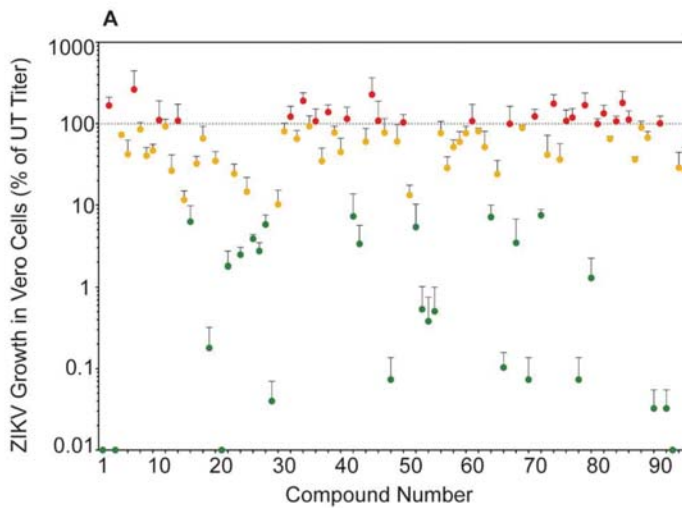 A
ZIKV Growth in Vero Cells (% of UT Titer)
1000
100
10
1
0.1
0.01
1 10 20 30 40 50 60 70 80 90
Compound Number